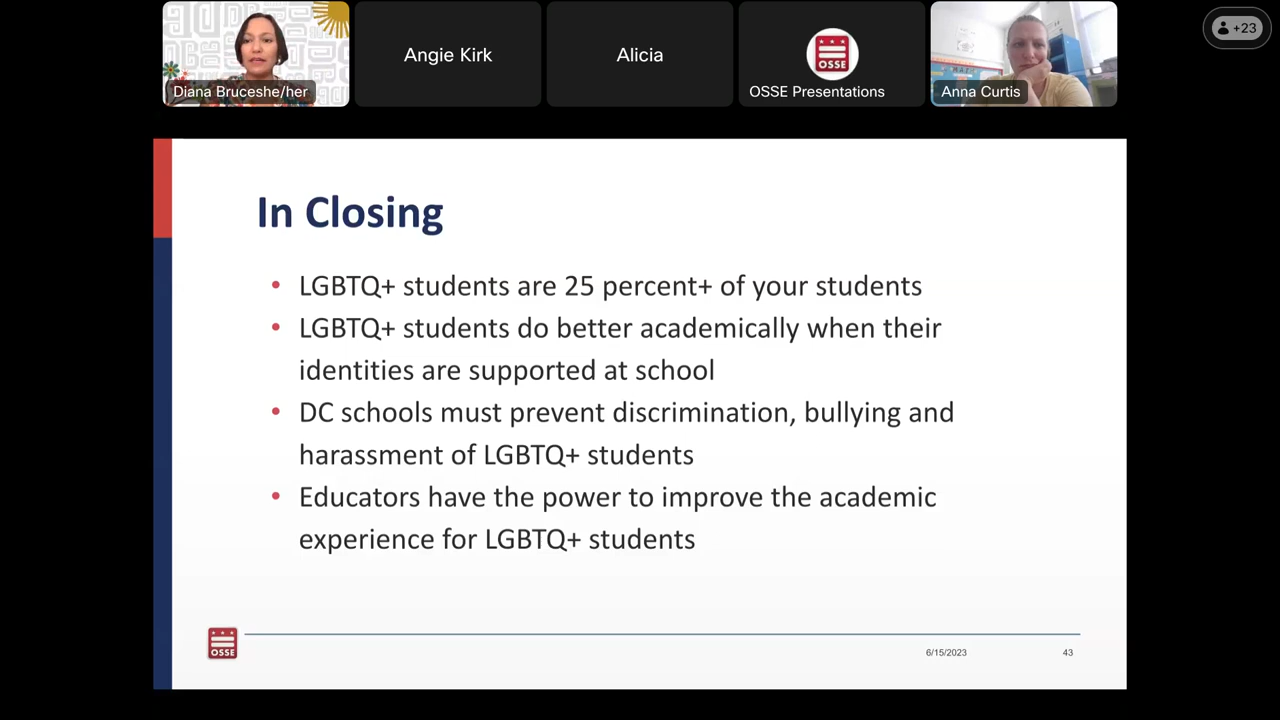 Diana Bruceshe/her
Angie Kirk
Alicia
OSSE
OSSE Presentations
Anna Curtis
+23
In Closing
• LGBTQ+ students are 25 percent+ of your students
• LGBTQ+ students do better academically when their
identities are supported at school
• DC schools must prevent discrimination, bullying and
harassment of LGBTQ+ students
• Educators have the power to improve the academic
experience for LGBTQ+ students
OSSE
6/15/2023
43